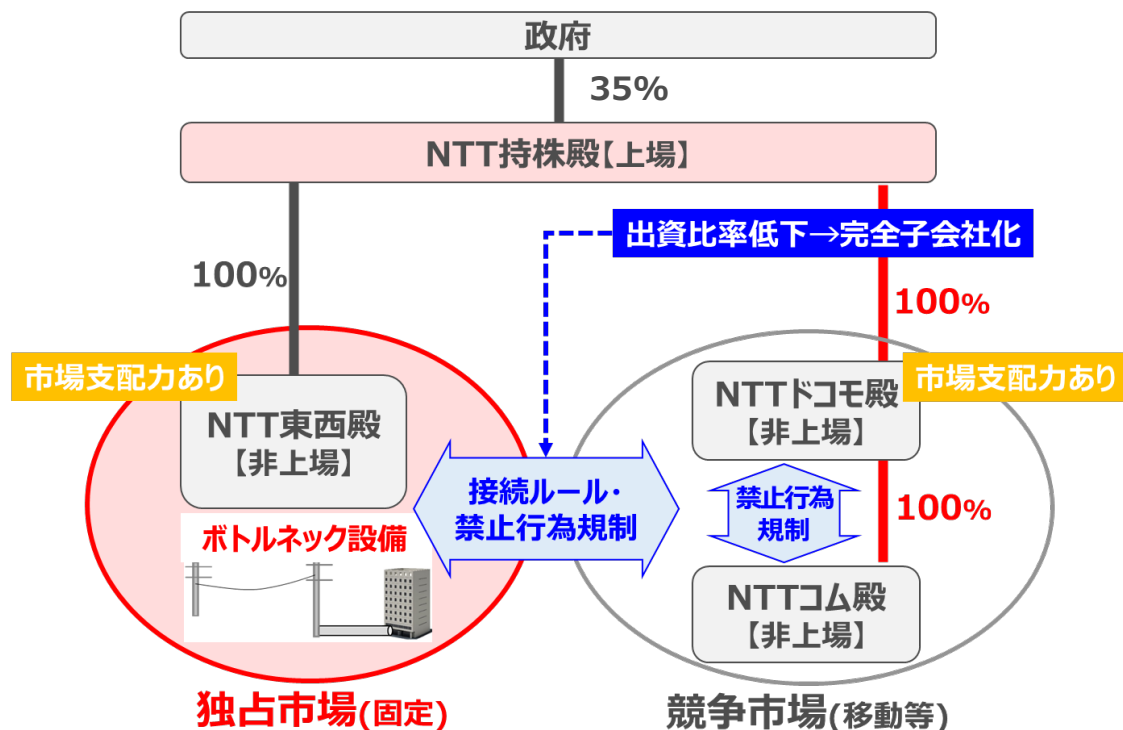 政府
35%
NTT持株殿【上場】
出資比率低下→完全子会社化
100%
100%
市場支配力あり
市場支配力あり
NTT東西殿
【非上場】
NTTドコモ殿
【非上場】
接続ルール・
禁止行為規制
禁止行為
規制
100%
ボトルネック設備
NTTコム殿
【非上場】
独占市場(固定)
競争市場(移動等)